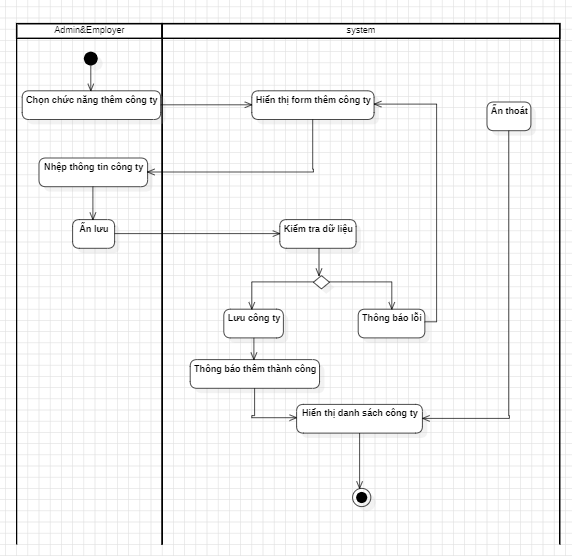 Admin&Employer
system
Chọn chức năng thêm công ty
Hiển thị form thêm công ty
Ấn thoát
Nhệp thông tin công ty
Ấn lưu
Kiểm tra dữ liệu
Lưu công ty
Thông báo lỗi
Thông báo thêm thành công
Hiển thị danh sách công ty